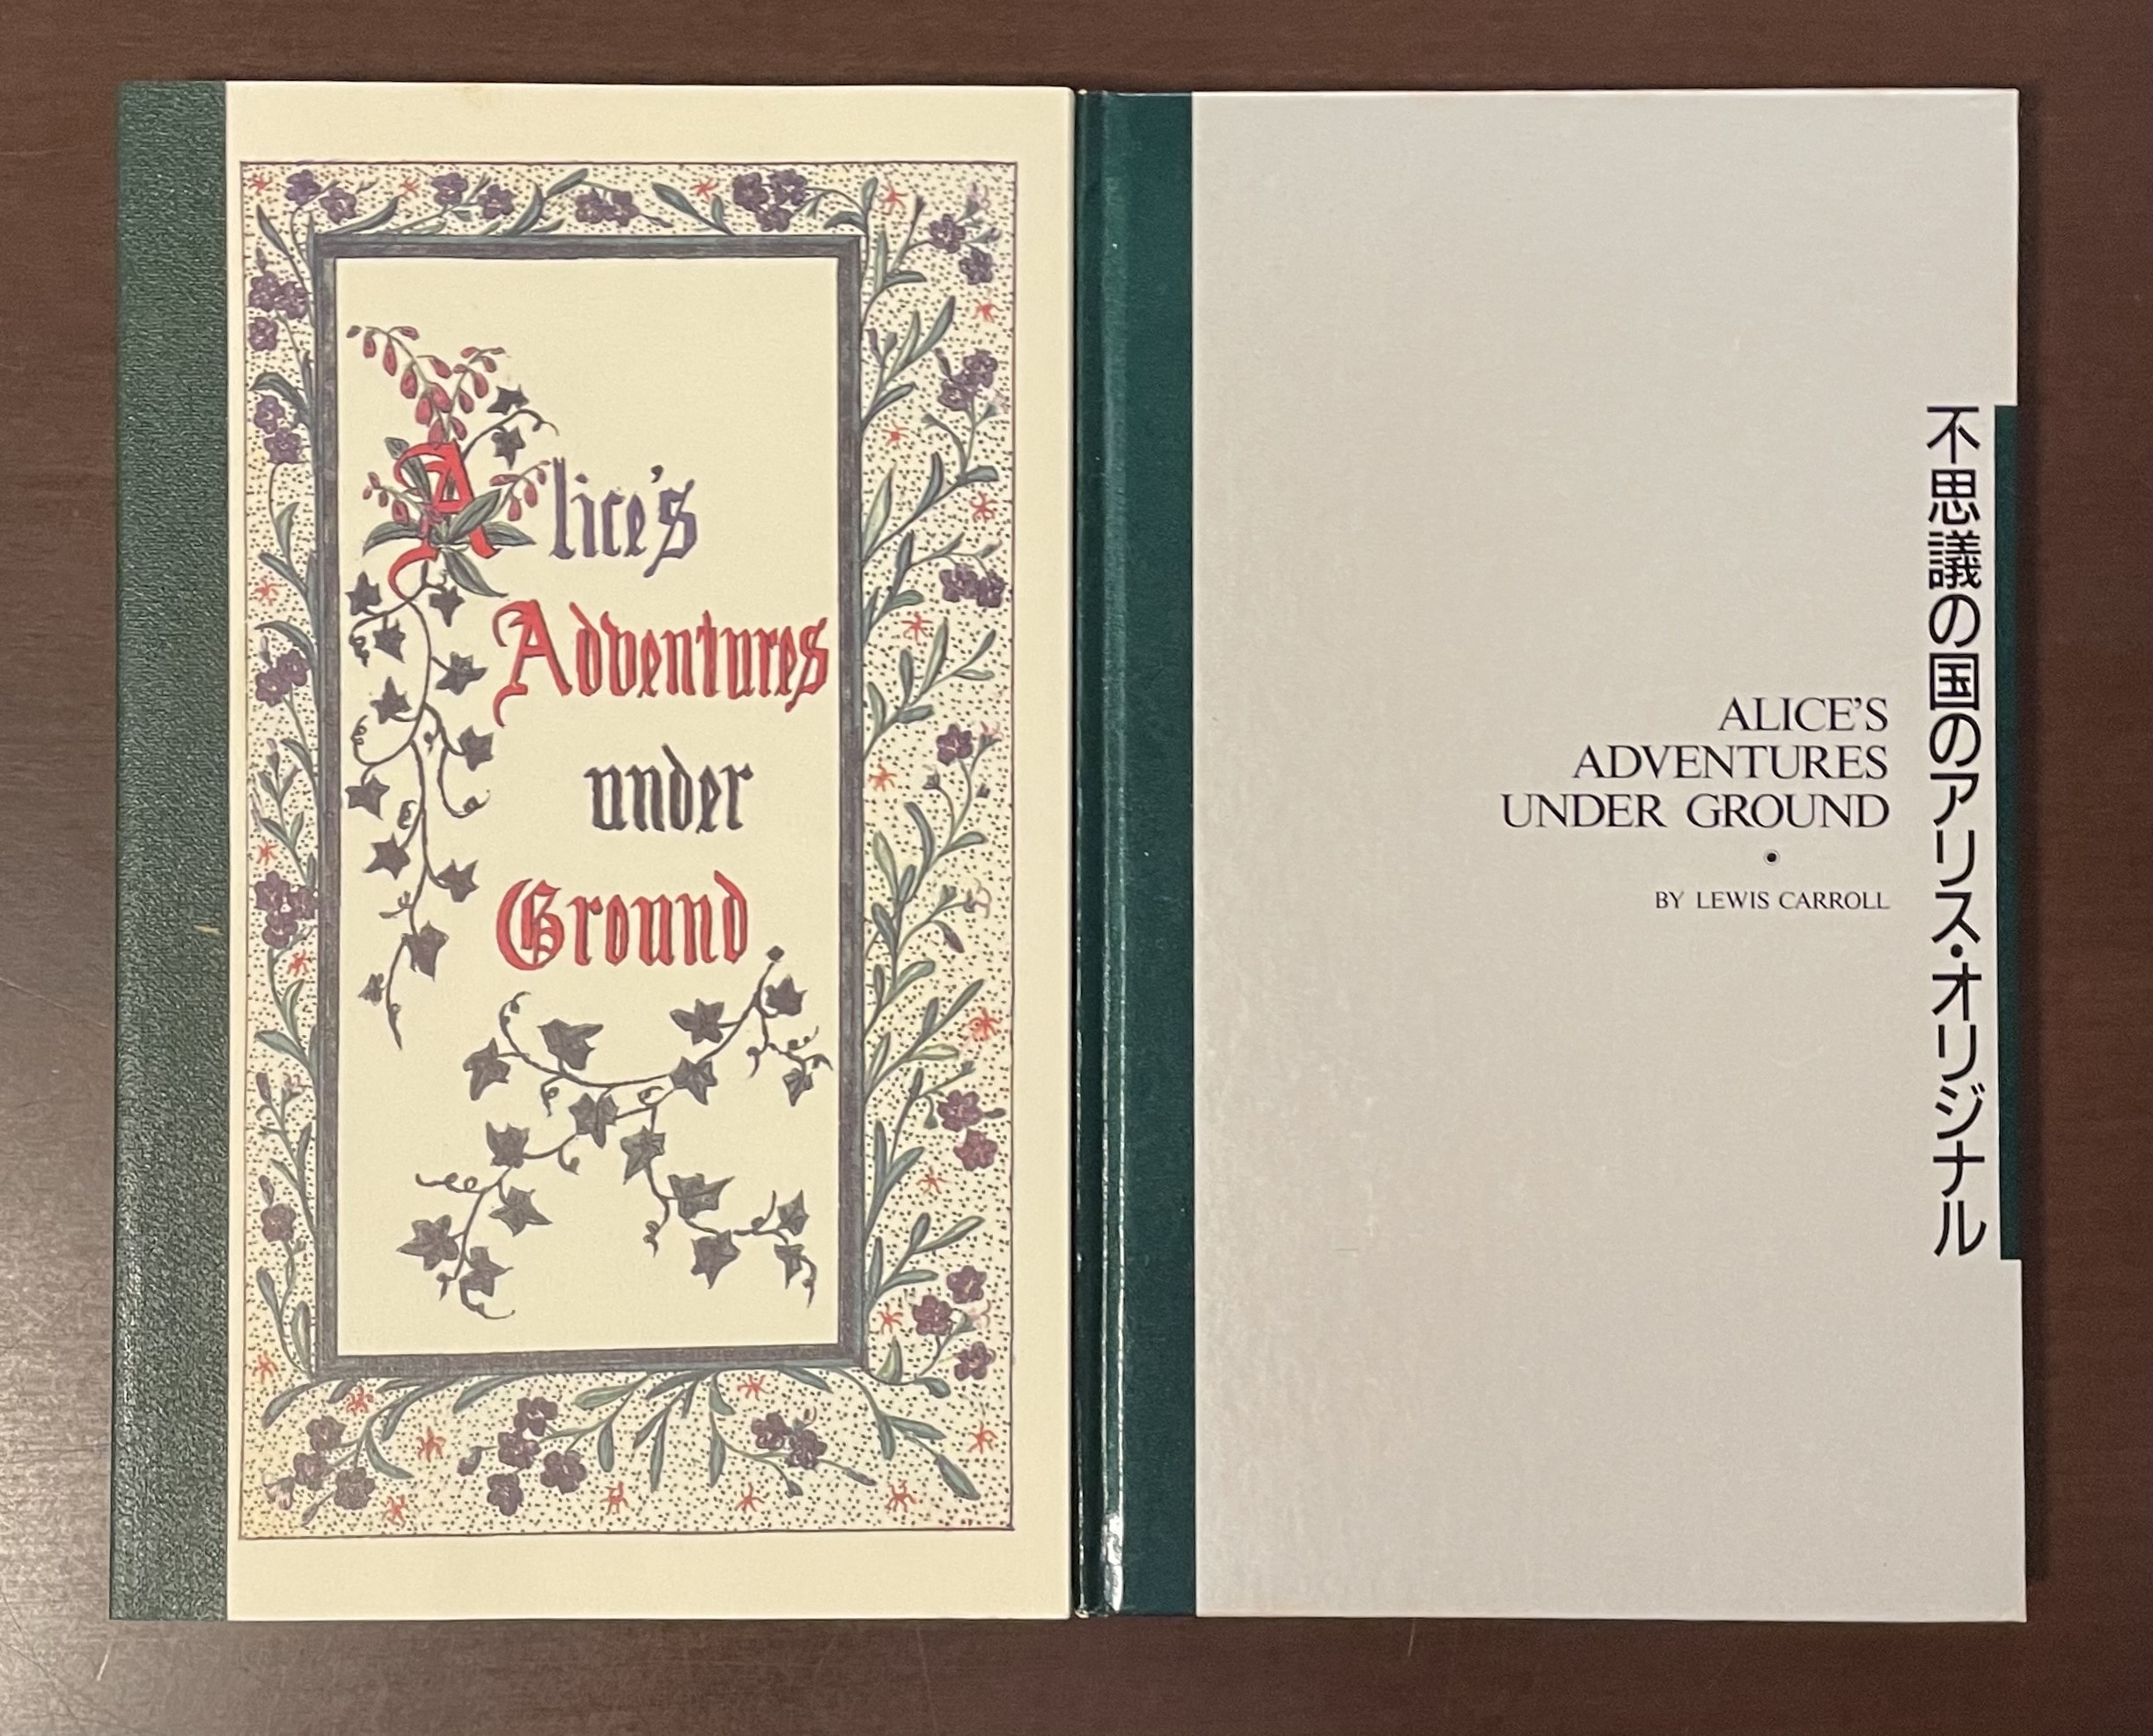 Alice's
Adventures
under
Ground
ALICE'S
ADVENTURES
UNDER GROUND
BY LEWIS CARROLL
不思議の国のアリス・オリジナル